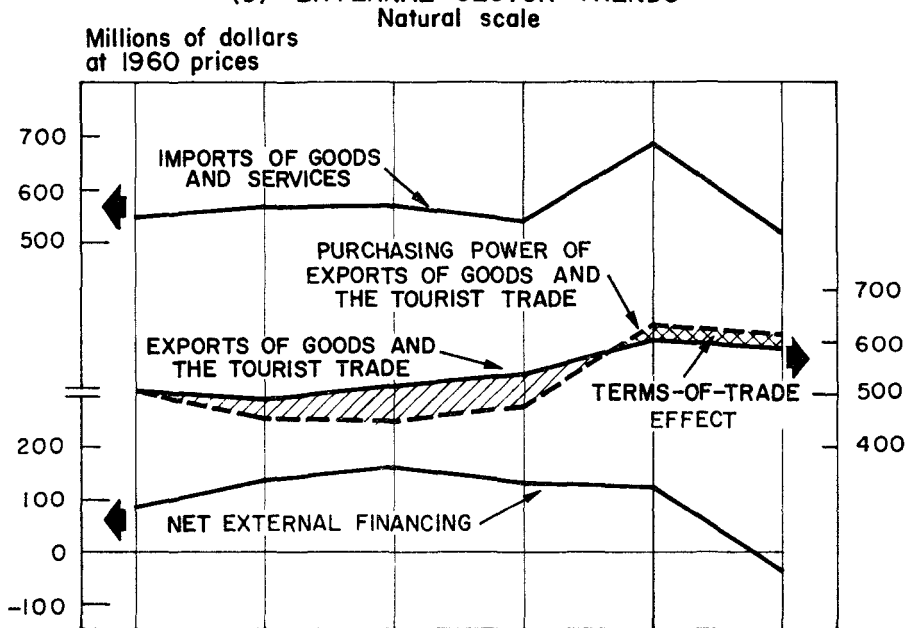 Natural scale
Millions of dollars
at 1960 prices
700
600
500
IMPORTS OF GOODS
AND SERVICES
PURCHASING POWER OF
EXPORTS OF GOODS AND
THE TOURIST TRADE
700
600
500
400
EXPORTS OF GOODS AND
THE TOURIST TRADE
TERMS-OF-TRADE
EFFECT
200
100
0
-100
NET EXTERNAL FINANCING